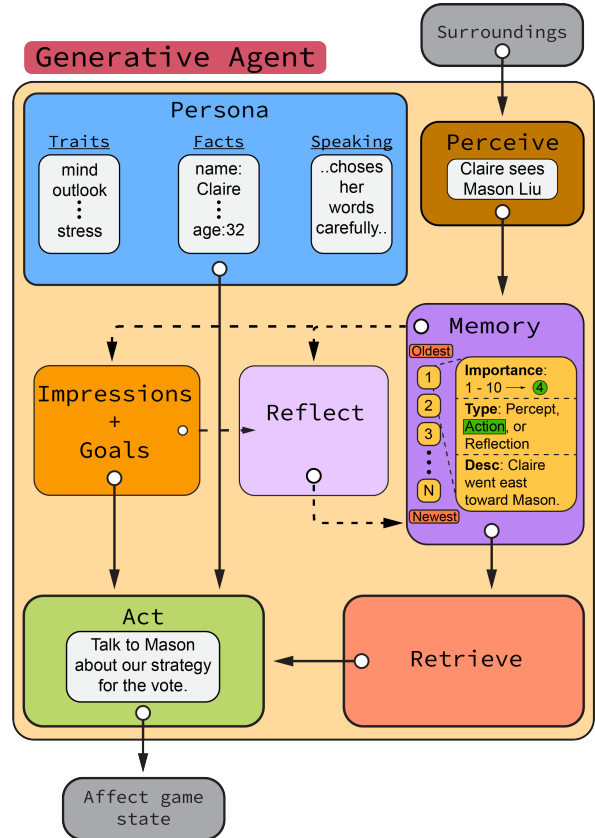 Surroundings
Generative Agent
Persona
Traits
mind
outlook
stress
Facts
name:
Claire
age:32
Speaking
..choses
her
words
carefully..
Perceive
Claire sees
Mason Liu
Memory
Oldest
1
2
3
N
Newest
Importance:
1 - 10 → 4
Type: Percept,
Action, or
Reflection
Desc: Claire
went east
toward Mason.
Impressions
+
Goals
Reflect
Act
Talk to Mason
about our strategy
for the vote.
Retrieve
Affect game
state